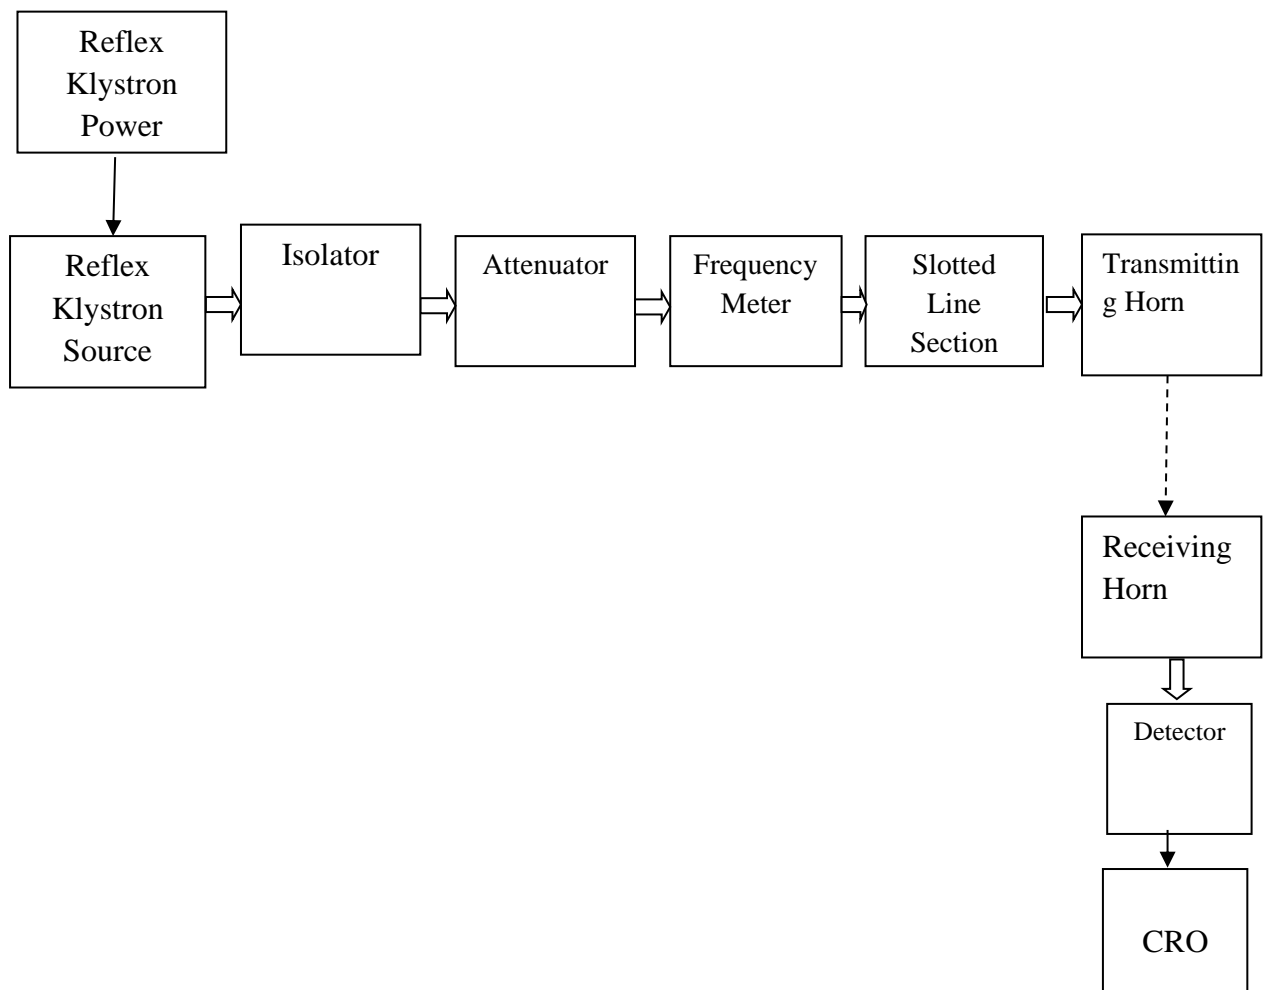 Reflex
Klystron
Power
Reflex
Klystron
Source
Isolator
Attenuator
Frequency
Meter
Slotted
Line
Section
Transmittin
g Horn
Receiving
Horn
Detector
CRO